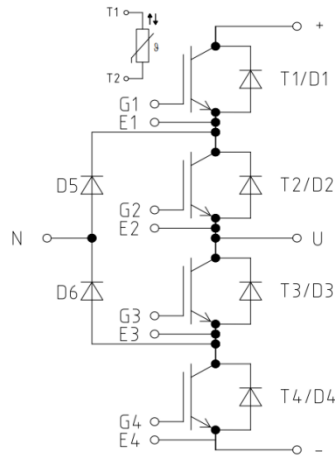 T1
T2
ϑ
+
T1/D1
G1
E1
D5
T2/D2
G2
E2
N
U
D6
T3/D3
G3
E3
T4/D4
G4
E4
-